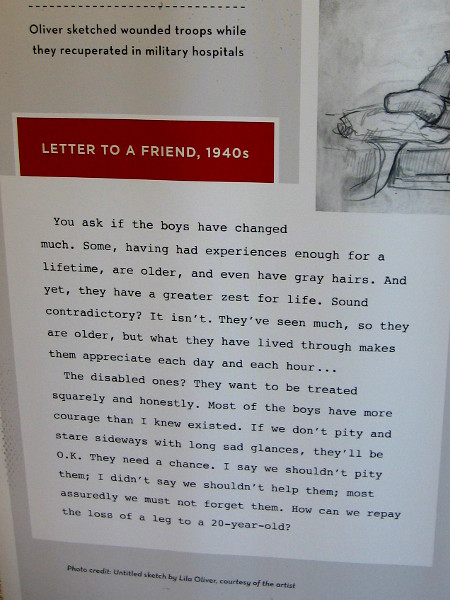 Oliver sketched wounded troops while
they recuperated in military hospitals
LETTER TO A FRIEND, 1940s
You ask if the boys have changed
much. Some, having had experiences enough for a
lifetime, are older, and even have gray hairs. And
yet, they have a greater zest for life. Sound
contradictory? It isn't. They've seen much, so they
are older, but what they have lived through makes
them appreciate each day and each hour...
The disabled ones? They want to be treated
squarely and honestly. Most of the boys have more
courage than I knew existed. If we don't pity and
stare sideways with long sad glances, they'll be
O.K. They need a chance. I say we shouldn't pity
them; I didn't say we shouldn't help them; most
assuredly we must not forget them. How can we repay
the loss of a leg to a 20-year-old?
Photo credit: Untitled sketch by Lila Oliver, courtesy of the artist